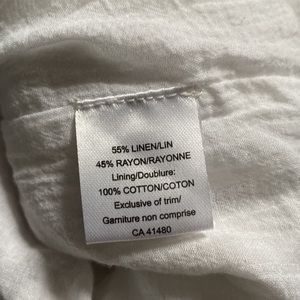 55% LINEN/LIN
45% RAYON/RAYONNE
Lining/Doublure:
100% COTTON/COTON
Exclusive of trim/
Garniture non comprise
CA 41480